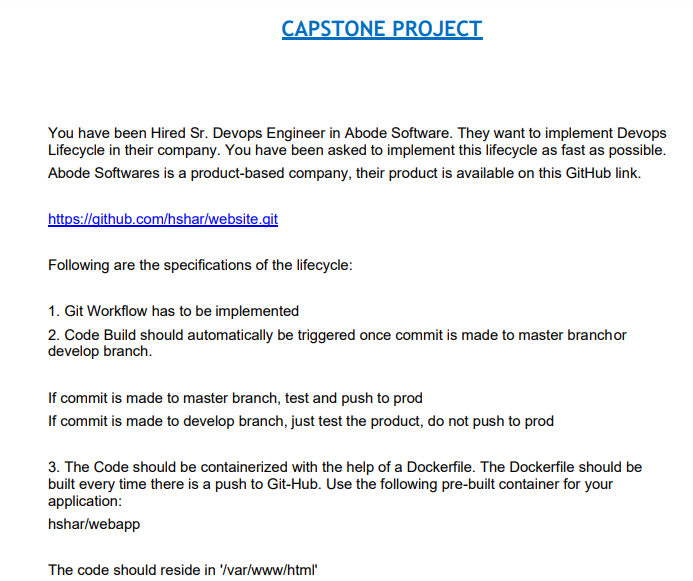 CAPSTONE PROJECT
You have been Hired Sr. Devops Engineer in Abode Software. They want to implement Devops
Lifecycle in their company. You have been asked to implement this lifecycle as fast as possible.
Abode Softwares is a product-based company, their product is available on this GitHub link.
https://github.com/hshar/website.git
Following are the specifications of the lifecycle:
1. Git Workflow has to be implemented
2. Code Build should automatically be triggered once commit is made to master branchor
develop branch.
If commit is made to master branch, test and push to prod
If commit is made to develop branch, just test the product, do not push to prod
3. The Code should be containerized with the help of a Dockerfile. The Dockerfile should be
built every time there is a push to Git-Hub. Use the following pre-built container for your
application:
hshar/webapp
The code should reside in '/var/www/html'